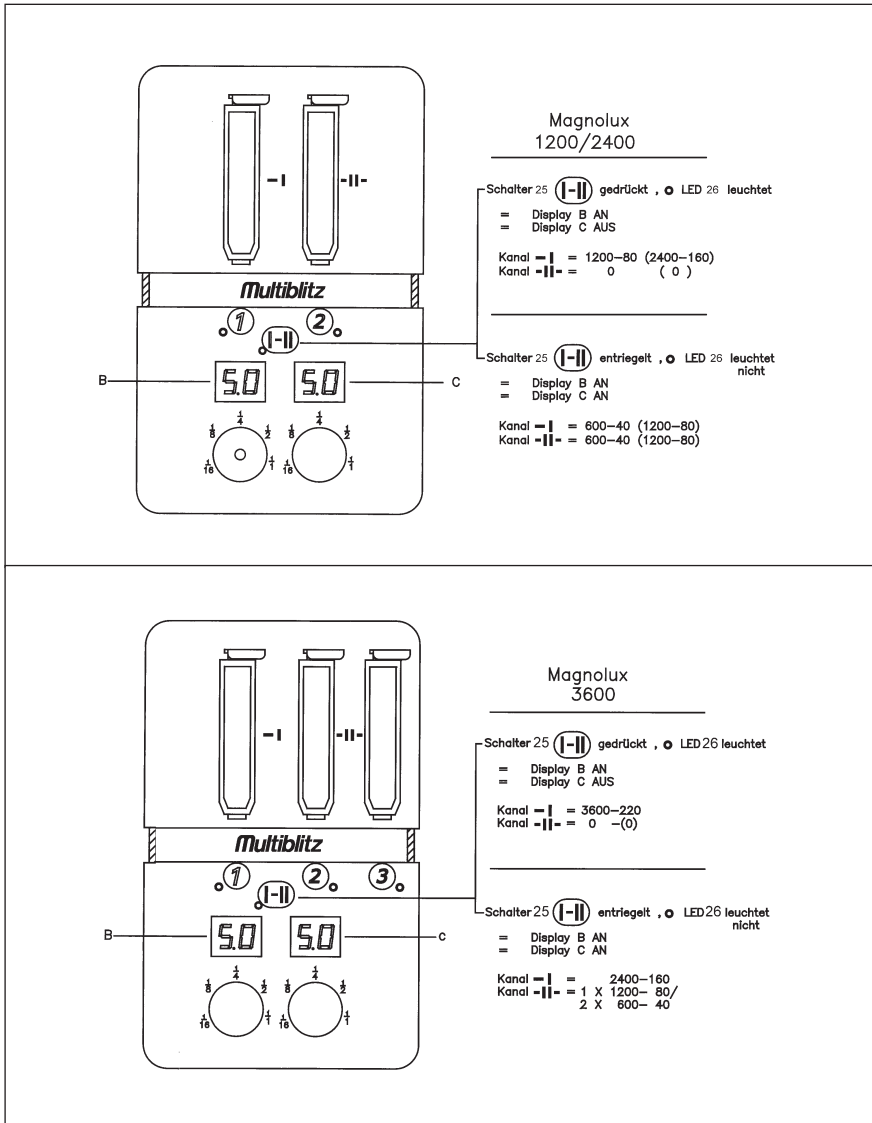 Magnolux
1200/2400
Schalter 25 I-II gedrückt , LED 26 leuchtet
= Display B AN
= Display C AUS
Kanal -I = 1200-80 (2400-160)
Kanal -II- = 0 ( 0 )
Schalter 25 I-II entriegelt , LED 26 leuchtet
nicht
= Display B AN
= Display C AN
Kanal -I = 600-40 (1200-80)
Kanal -II- = 600-40 (1200-80)
-I -II-
Multiblitz
1 2
I-II
B 5.0 5.0 C
1/16 1/8 1/4 1/2 1/1 1/16 1/8 1/4 1/2 1/1
Magnolux
3600
Schalter 25 I-II gedrückt , LED 26 leuchtet
= Display B AN
= Display C AUS
Kanal -I = 3600-220
Kanal -II- = 0 -(0)
Schalter 25 I-II entriegelt , LED 26 leuchtet
nicht
= Display B AN
= Display C AN
Kanal -I = 2400-160
Kanal -II- = 1 X 1200- 80/
2 X 600- 40
-I -II-
Multiblitz
1 2 3
I-II
B 5.0 5.0 C
1/16 1/8 1/4 1/2 1/1 1/16 1/8 1/4 1/2 1/1